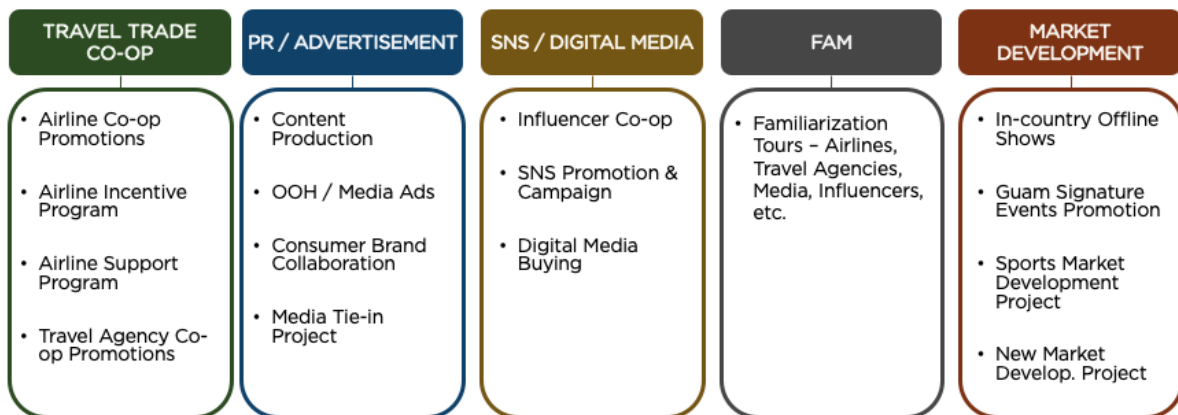 TRAVEL TRADE
CO-OP
• Airline Co-op
Promotions
• Airline Incentive
Program
• Airline Support
Program
• Travel Agency Co-
op Promotions
PR / ADVERTISEMENT
• Content
Production
• OOH / Media Ads
• Consumer Brand
Collaboration
• Media Tie-in
Project
SNS / DIGITAL MEDIA
• Influencer Co-op
• SNS Promotion &
Campaign
• Digital Media
Buying
FAM
• Familiarization
Tours – Airlines,
Travel Agencies,
Media, Influencers,
etc.
MARKET
DEVELOPMENT
• In-country Offline
Shows
• Guam Signature
Events Promotion
• Sports Market
Development
Project
• New Market
Develop. Project